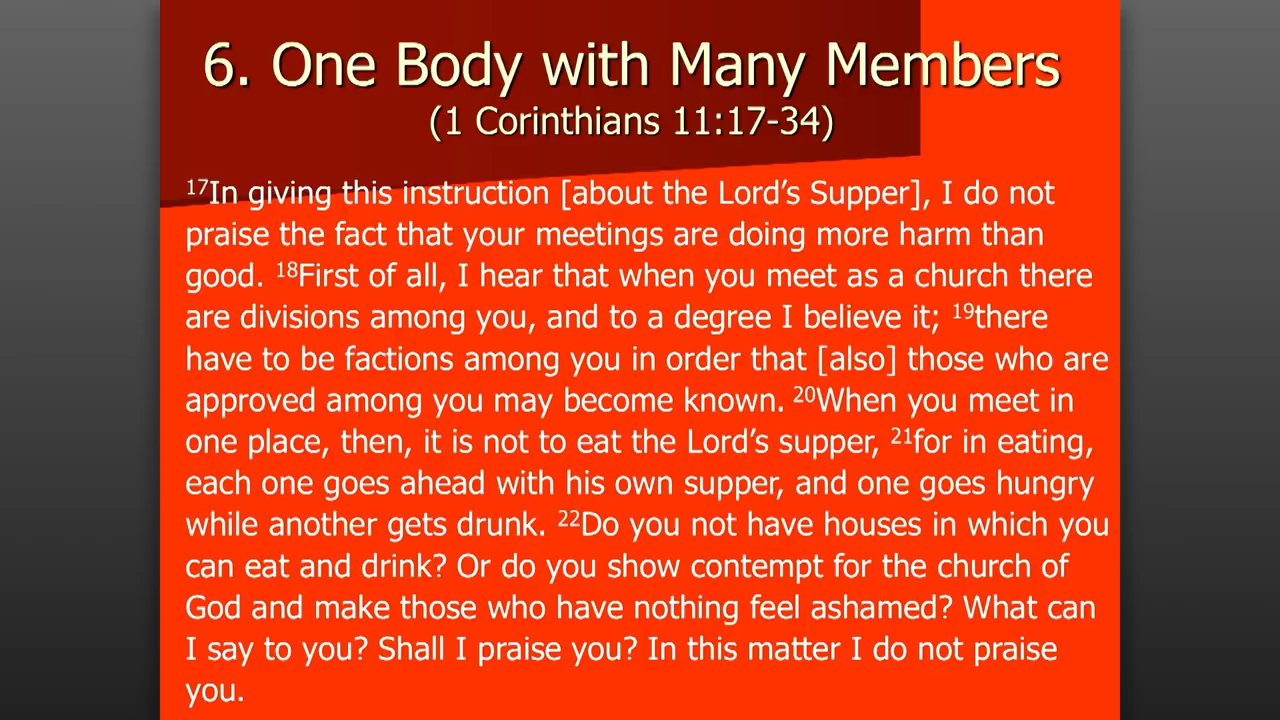 6. One Body with Many Members
(1 Corinthians 11:17-34)
17In giving this instruction [about the Lord’s Supper], I do not
praise the fact that your meetings are doing more harm than
good. 18First of all, I hear that when you meet as a church there
are divisions among you, and to a degree I believe it; 19there
have to be factions among you in order that [also] those who are
approved among you may become known. 20When you meet in
one place, then, it is not to eat the Lord’s supper, 21for in eating,
each one goes ahead with his own supper, and one goes hungry
while another gets drunk. 22Do you not have houses in which you
can eat and drink? Or do you show contempt for the church of
God and make those who have nothing feel ashamed? What can
I say to you? Shall I praise you? In this matter I do not praise
you.